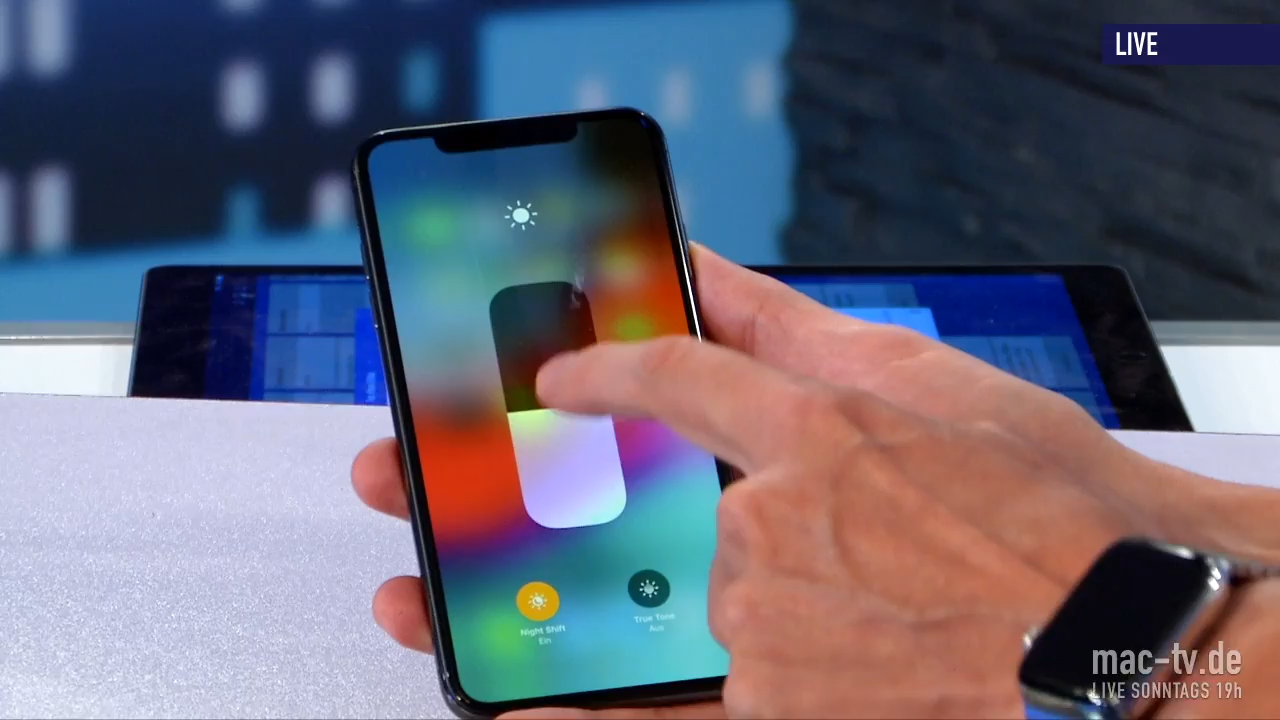 LIVE
Night Shift
Ein
True Tone
Aus
mac-tv.de
LIVE SONNTAGS 19h